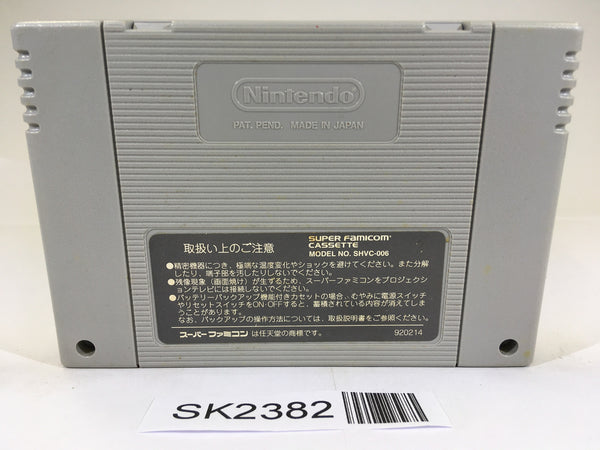 Nintendo
PAT. PEND. MADE IN JAPAN
取扱い上のご注意
SUPER FAMICOM
CASSETTE
MODEL NO. SHVC-006
●精密機器につき、極端な温度変化やショックを避けてください。また分解
したり、端子部を汚したりしないでください。
●残像現象（画面焼け）が生ずるため、スーパーファミコンをプロジェクシ
ョンテレビには接続しないでください。
●バッテリーバックアップ機能付きカセットの場合、むやみに電源スイッチ
やリセットスイッチをON・OFFすると、蓄積されている内容が消えてしま
うことがあります。
なお、バックアップの操作方法については、取扱説明書をご参照ください。
スーパーファミコンは任天堂の商標です。
920214
SK2382